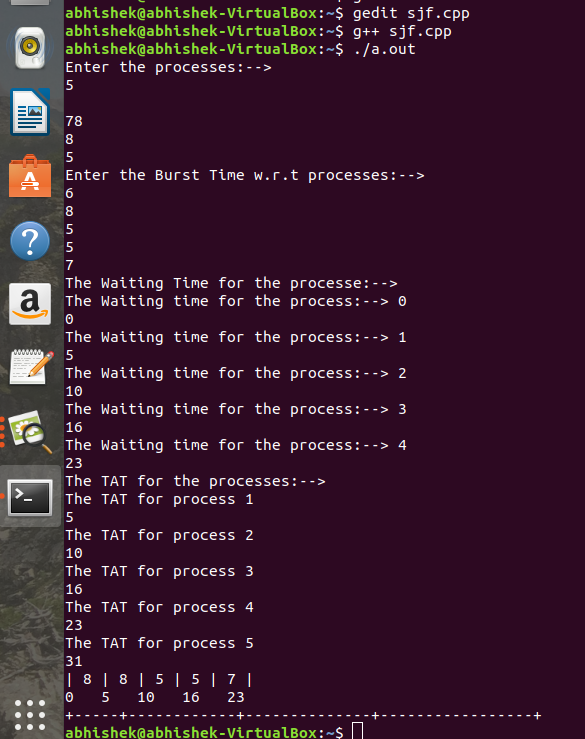 abhishek@abhishek-VirtualBox:~$ gedit sjf.cpp
abhishek@abhishek-VirtualBox:~$ g++ sjf.cpp
abhishek@abhishek-VirtualBox:~$ ./a.out
Enter the processes:-->
5

78
8
5
Enter the Burst Time w.r.t processes:-->
6
8
5
5
7
The Waiting Time for the processe:-->
The Waiting time for the process:--> 0
0
The Waiting time for the process:--> 1
5
The Waiting time for the process:--> 2
10
The Waiting time for the process:--> 3
16
The Waiting time for the process:--> 4
23
The TAT for the processes:-->
The TAT for process 1
5
The TAT for process 2
10
The TAT for process 3
16
The TAT for process 4
23
The TAT for process 5
31
| 8 | 8 | 5 | 5 | 7 |
0   5   10   16   23
+-----+------------+--------------+-----------------+
abhishek@abhishek-VirtualBox:~$